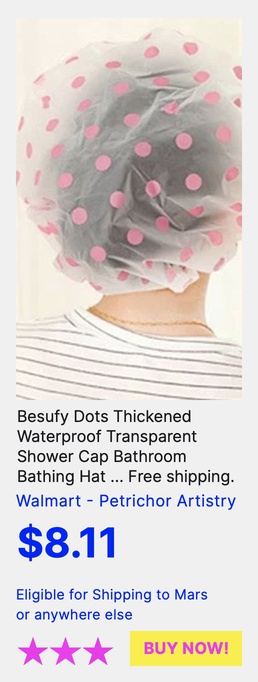 Besufy Dots Thickened
Waterproof Transparent
Shower Cap Bathroom
Bathing Hat ... Free shipping.
Walmart - Petrichor Artistry
$8.11
Eligible for Shipping to Mars
or anywhere else
BUY NOW!